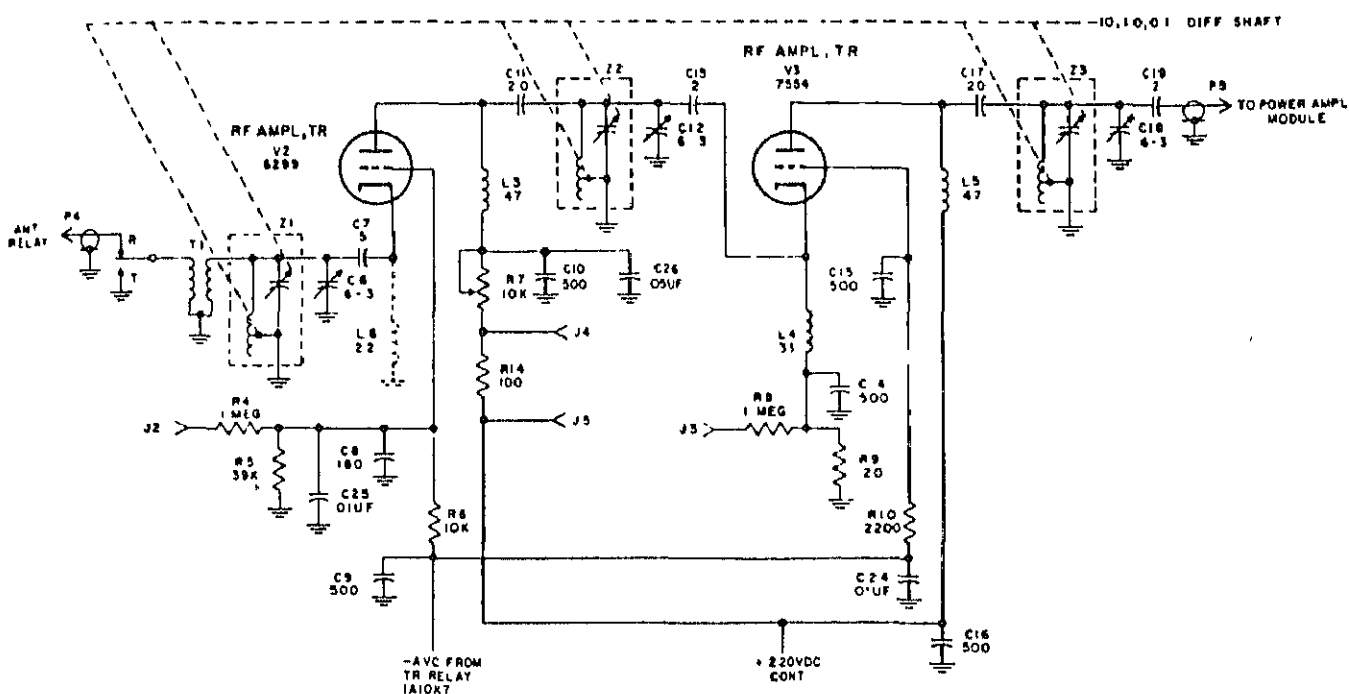 10,10,0.1 DIFF SHAFT
RF AMPL, TR
V3
7554
C11
20
Z2
C13
2
C17
20
Z3
C19
2
P5
TO POWER AMPL
MODULE
RF AMPL, TR
V2
6299
C12
6-3
C18
6-3
P4
ANT
RELAY
R
T
T1
Z1
C7
5
C6
6-3
L3
47
L5
47
R7
10K
C10
500
C26
05UF
C15
500
L6
22
J4
L4
R14
100
C 4
500
J5
J2
R4
1 MEG
R8
1 MEG
J3
R5
39K
C8
180
R9
20
C25
01UF
R6
10K
R10
2200
C9
500
C24
01UF
C16
500
-AVC FROM
TR RELAY
1A10K7
+220VDC
CONT